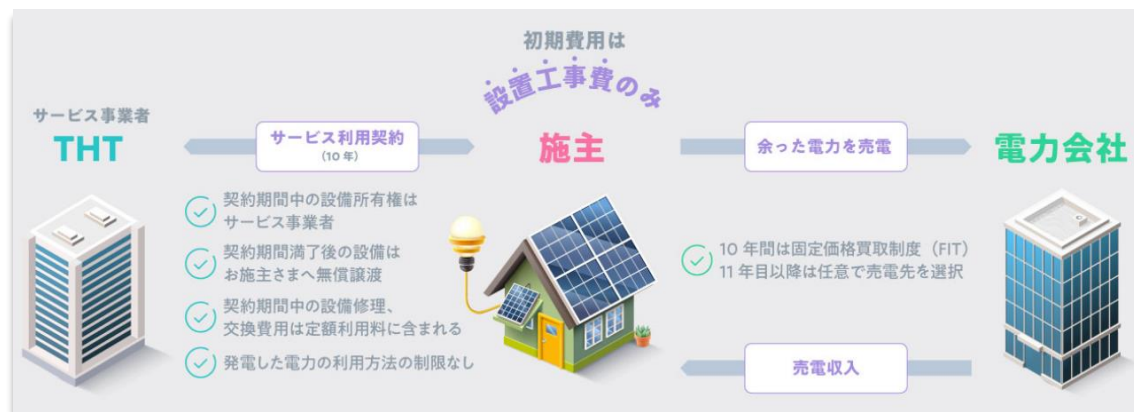 初期費用は
設置工事費のみ
サービス事業者
THT
サービス利用契約
(10年)
施主
余った電力を売電
電力会社
契約期間中の設備所有権は
サービス事業者
契約期間満了後の設備は
お施主さまへ無償譲渡
契約期間中の設備修理、
交換費用は定額利用料に含まれる
発電した電力の利用方法の制限なし
10年間は固定価格買取制度（FIT）
11年目以降は任意で売電先を選択
売電収入